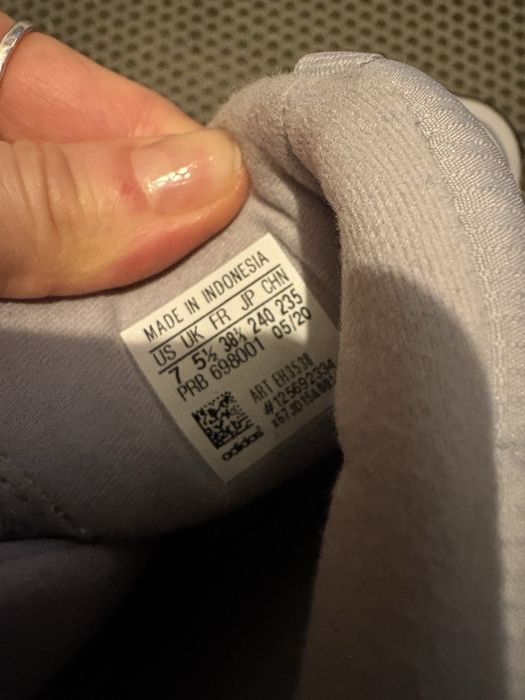 MADE IN INDONESIA
US UK FR JP CHN
7 5½ 38⅔ 240 235
PRB 698001 05/20
ART EH3538
#125692334
adidas